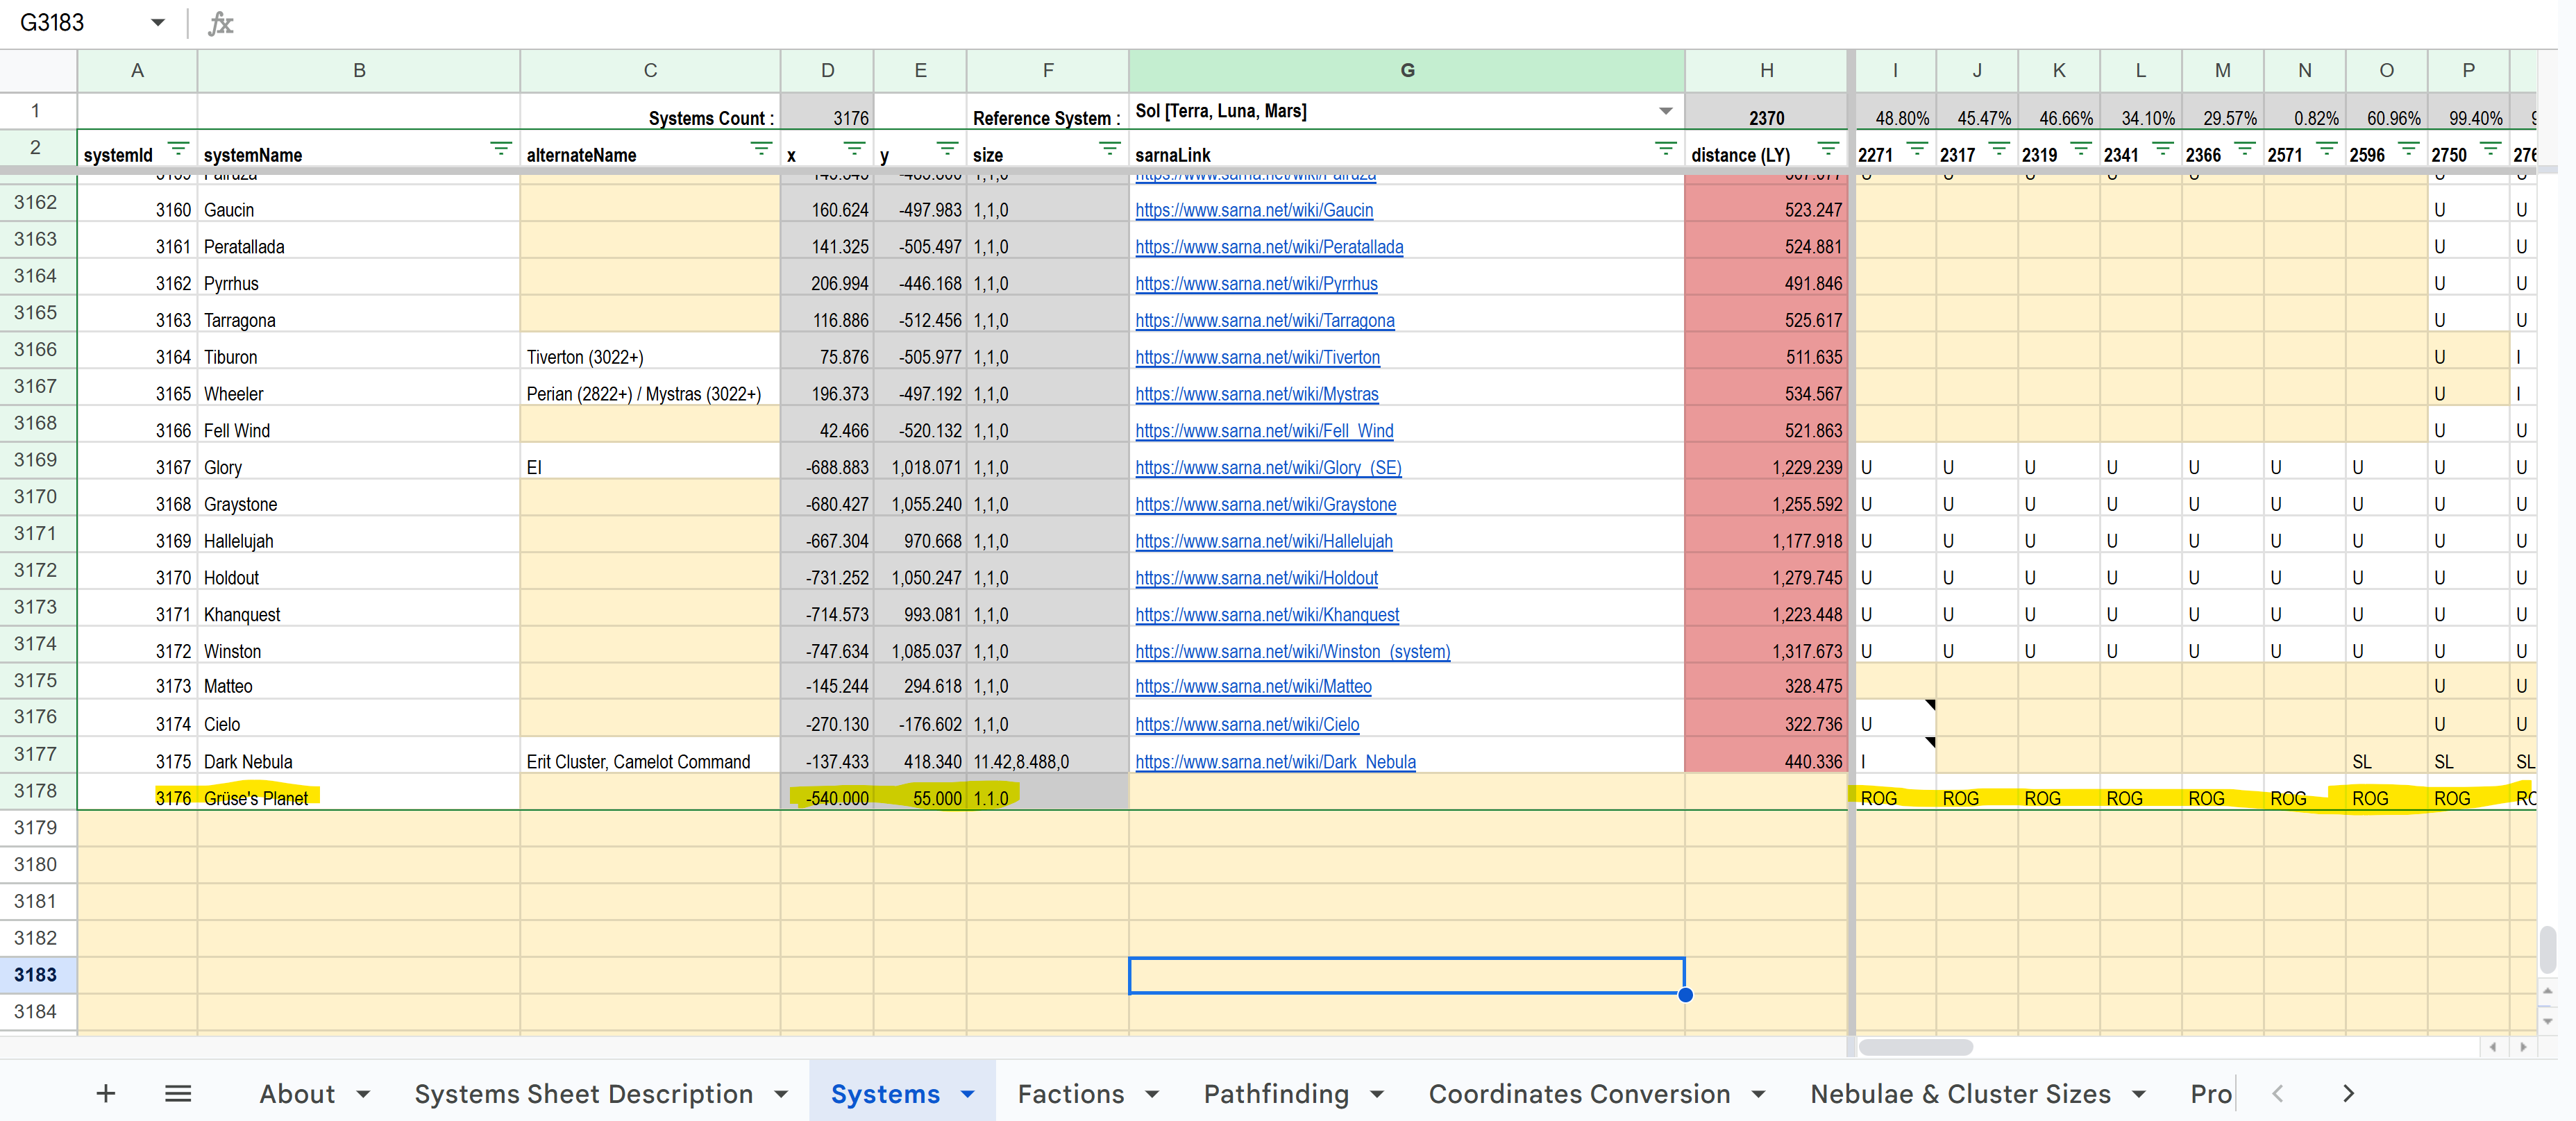 G3183 fx
A B C D E F G H I J K L M N O P
1 Systems Count : 3176 Reference System : Sol [Terra, Luna, Mars] 2370 48.80% 45.47% 46.66% 34.10% 29.57% 0.82% 60.96% 99.40%
2 systemId systemName alternateName x y size sarnaLink distance (LY) 2271 2317 2319 2341 2366 2571 2596 2750 276
3162 3160 Gaucin 160.624 -497.983 1,1,0 https://www.sarna.net/wiki/Gaucin 523.247 U U
3163 3161 Peratallada 141.325 -505.497 1,1,0 https://www.sarna.net/wiki/Peratallada 524.881 U U
3164 3162 Pyrrhus 206.994 -446.168 1,1,0 https://www.sarna.net/wiki/Pyrrhus 491.846 U U
3165 3163 Tarragona 116.886 -512.456 1,1,0 https://www.sarna.net/wiki/Tarragona 525.617 U U
3166 3164 Tiburon Tiverton (3022+) 75.876 -505.977 1,1,0 https://www.sarna.net/wiki/Tiverton 511.635 U I
3167 3165 Wheeler Perian (2822+) / Mystras (3022+) 196.373 -497.192 1,1,0 https://www.sarna.net/wiki/Mystras 534.567 U I
3168 3166 Fell Wind 42.466 -520.132 1,1,0 https://www.sarna.net/wiki/Fell_Wind 521.863 U U
3169 3167 Glory EI -688.883 1,018.071 1,1,0 https://www.sarna.net/wiki/Glory_(SE) 1,229.239 U U U U U U U U U
3170 3168 Graystone -680.427 1,055.240 1,1,0 https://www.sarna.net/wiki/Graystone 1,255.592 U U U U U U U U U
3171 3169 Hallelujah -667.304 970.668 1,1,0 https://www.sarna.net/wiki/Hallelujah 1,177.918 U U U U U U U U U
3172 3170 Holdout -731.252 1,050.247 1,1,0 https://www.sarna.net/wiki/Holdout 1,279.745 U U U U U U U U U
3173 3171 Khanquest -714.573 993.081 1,1,0 https://www.sarna.net/wiki/Khanquest 1,223.448 U U U U U U U U U
3174 3172 Winston -747.634 1,085.037 1,1,0 https://www.sarna.net/wiki/Winston_(system) 1,317.673 U U U U U U U U U
3175 3173 Matteo -145.244 294.618 1,1,0 https://www.sarna.net/wiki/Matteo 328.475 U U
3176 3174 Cielo -270.130 -176.602 1,1,0 https://www.sarna.net/wiki/Cielo 322.736 U U U
3177 3175 Dark Nebula Erit Cluster, Camelot Command -137.433 418.340 11.42,8.488,0 https://www.sarna.net/wiki/Dark_Nebula 440.336 I SL SL SL
3178 3176 Grüse's Planet -540.000 55.000 1.1.0 ROG ROG ROG ROG ROG ROG ROG ROG
3179
3180
3181
3182
3183
3184
+ About Systems Sheet Description Systems Factions Pathfinding Coordinates Conversion Nebulae & Cluster Sizes Pro